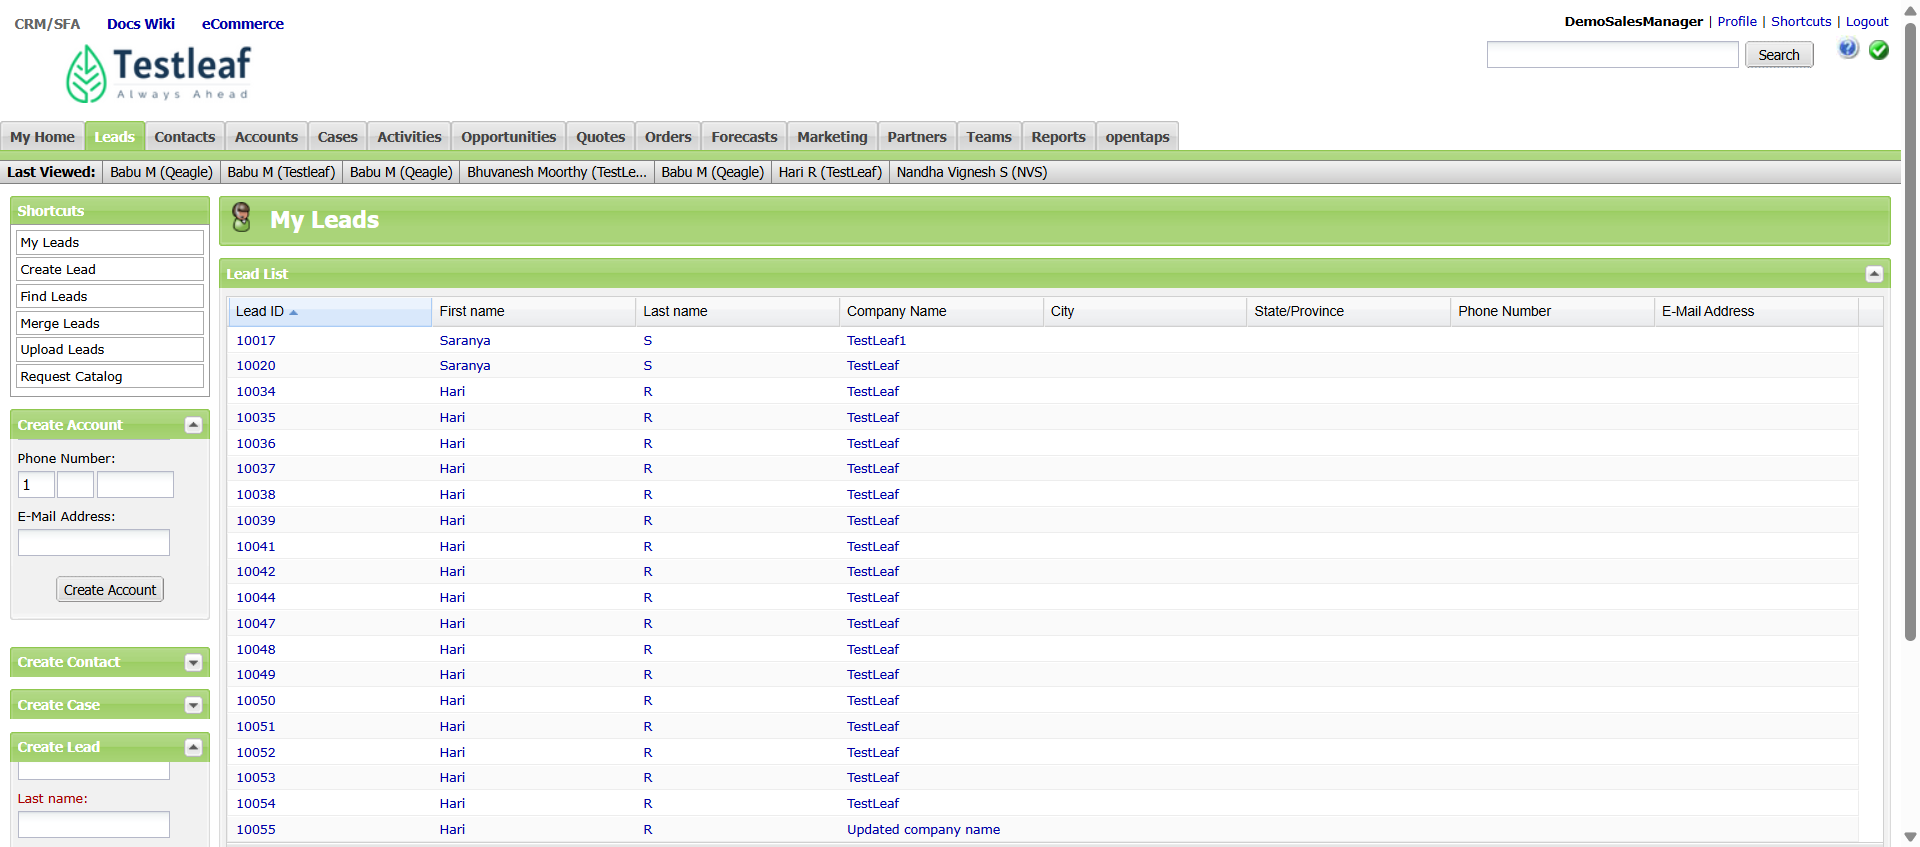 CRM/SFA Docs Wiki eCommerce
DemoSalesManager | Profile | Shortcuts | Logout
Testleaf
Always Ahead
Search
My Home Leads Contacts Accounts Cases Activities Opportunities Quotes Orders Forecasts Marketing Partners Teams Reports opentaps
Last Viewed: Babu M (Qeagle) Babu M (Testleaf) Babu M (Qeagle) Bhuvanesh Moorthy (TestLe... Babu M (Qeagle) Hari R (TestLeaf) Nandha Vignesh S (NVS)
Shortcuts
My Leads
Create Lead
Find Leads
Merge Leads
Upload Leads
Request Catalog
Create Account
Phone Number:
1
E-Mail Address:
Create Account
Create Contact
Create Case
Create Lead
Last name:
My Leads
Lead List
Lead ID First name Last name Company Name City State/Province Phone Number E-Mail Address
10017 Saranya S TestLeaf1
10020 Saranya S TestLeaf
10034 Hari R TestLeaf
10035 Hari R TestLeaf
10036 Hari R TestLeaf
10037 Hari R TestLeaf
10038 Hari R TestLeaf
10039 Hari R TestLeaf
10041 Hari R TestLeaf
10042 Hari R TestLeaf
10044 Hari R TestLeaf
10047 Hari R TestLeaf
10048 Hari R TestLeaf
10049 Hari R TestLeaf
10050 Hari R TestLeaf
10051 Hari R TestLeaf
10052 Hari R TestLeaf
10053 Hari R TestLeaf
10054 Hari R TestLeaf
10055 Hari R Updated company name